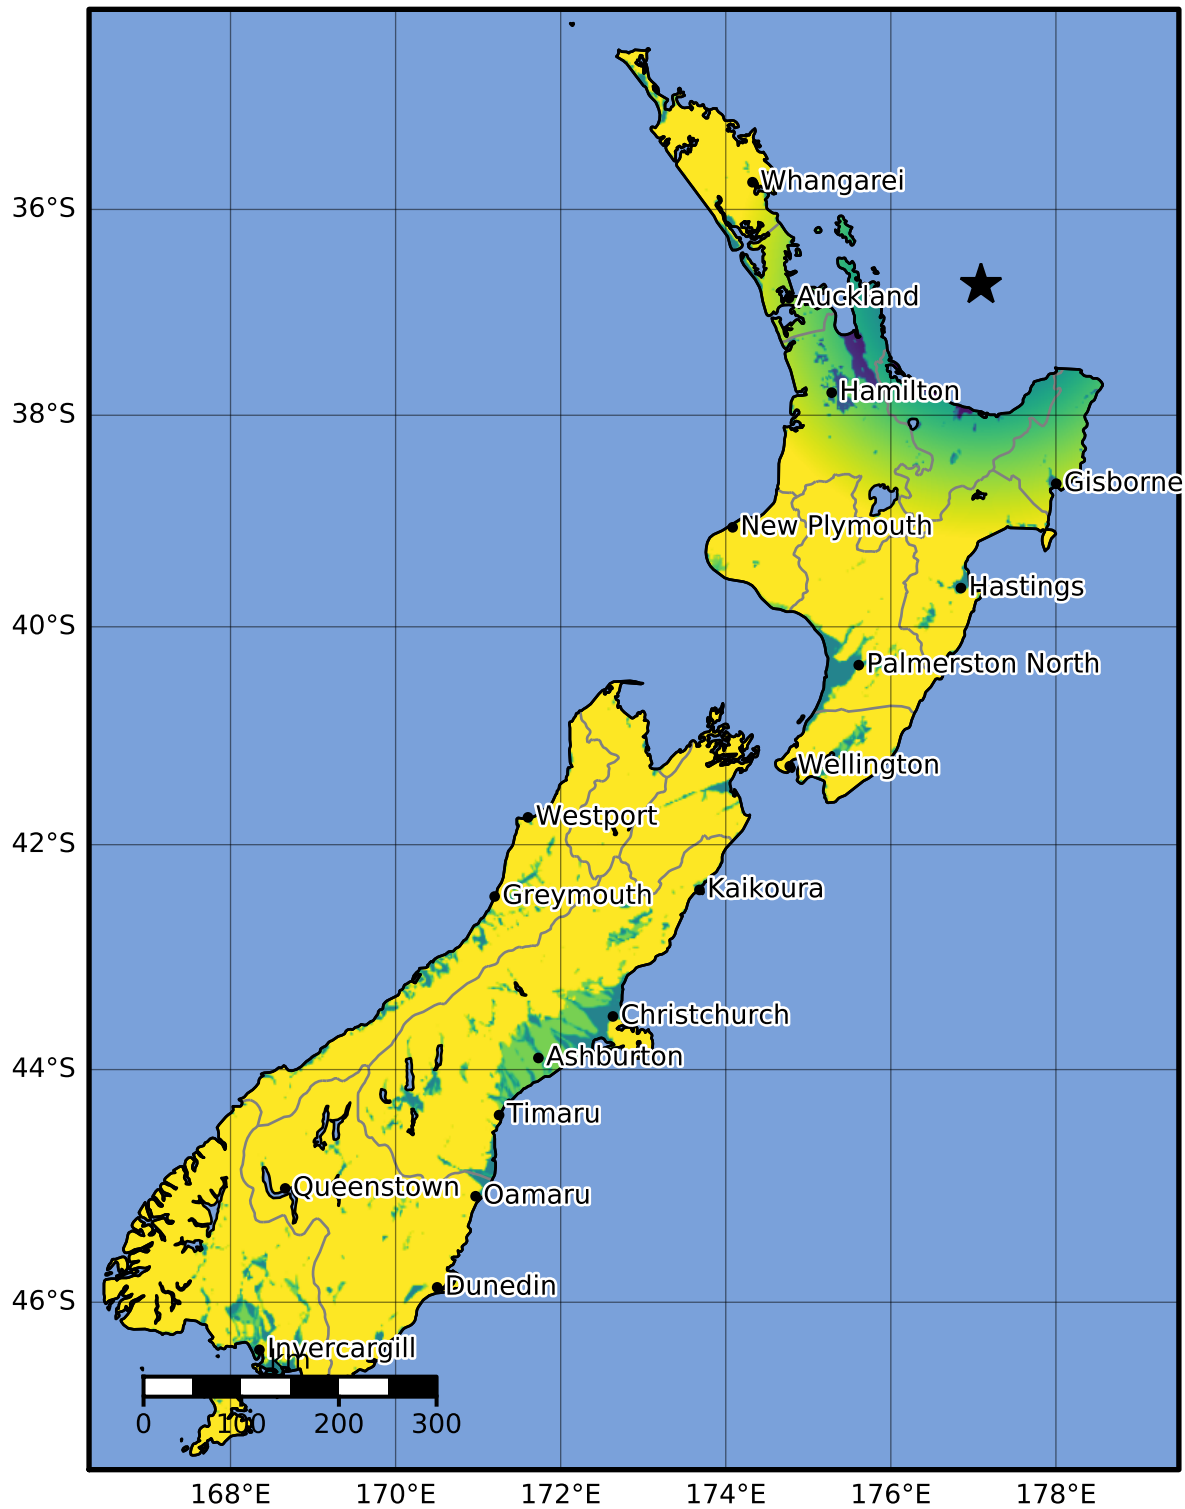 Whangarei
36°S
Auckland
Hamilton
38°S
Gisborne
New Plymouth
Hastings
40°S
Palmerston North
Wellington
Westport
42°S
Kaikoura
Greymouth
Christchurch
Ashburton
44°S
Timaru
Queenstown
Oamaru
Dunedin
46°S
Invercargill
km
0 100 200 300
168°E 170°E 172°E 174°E 176°E 178°E